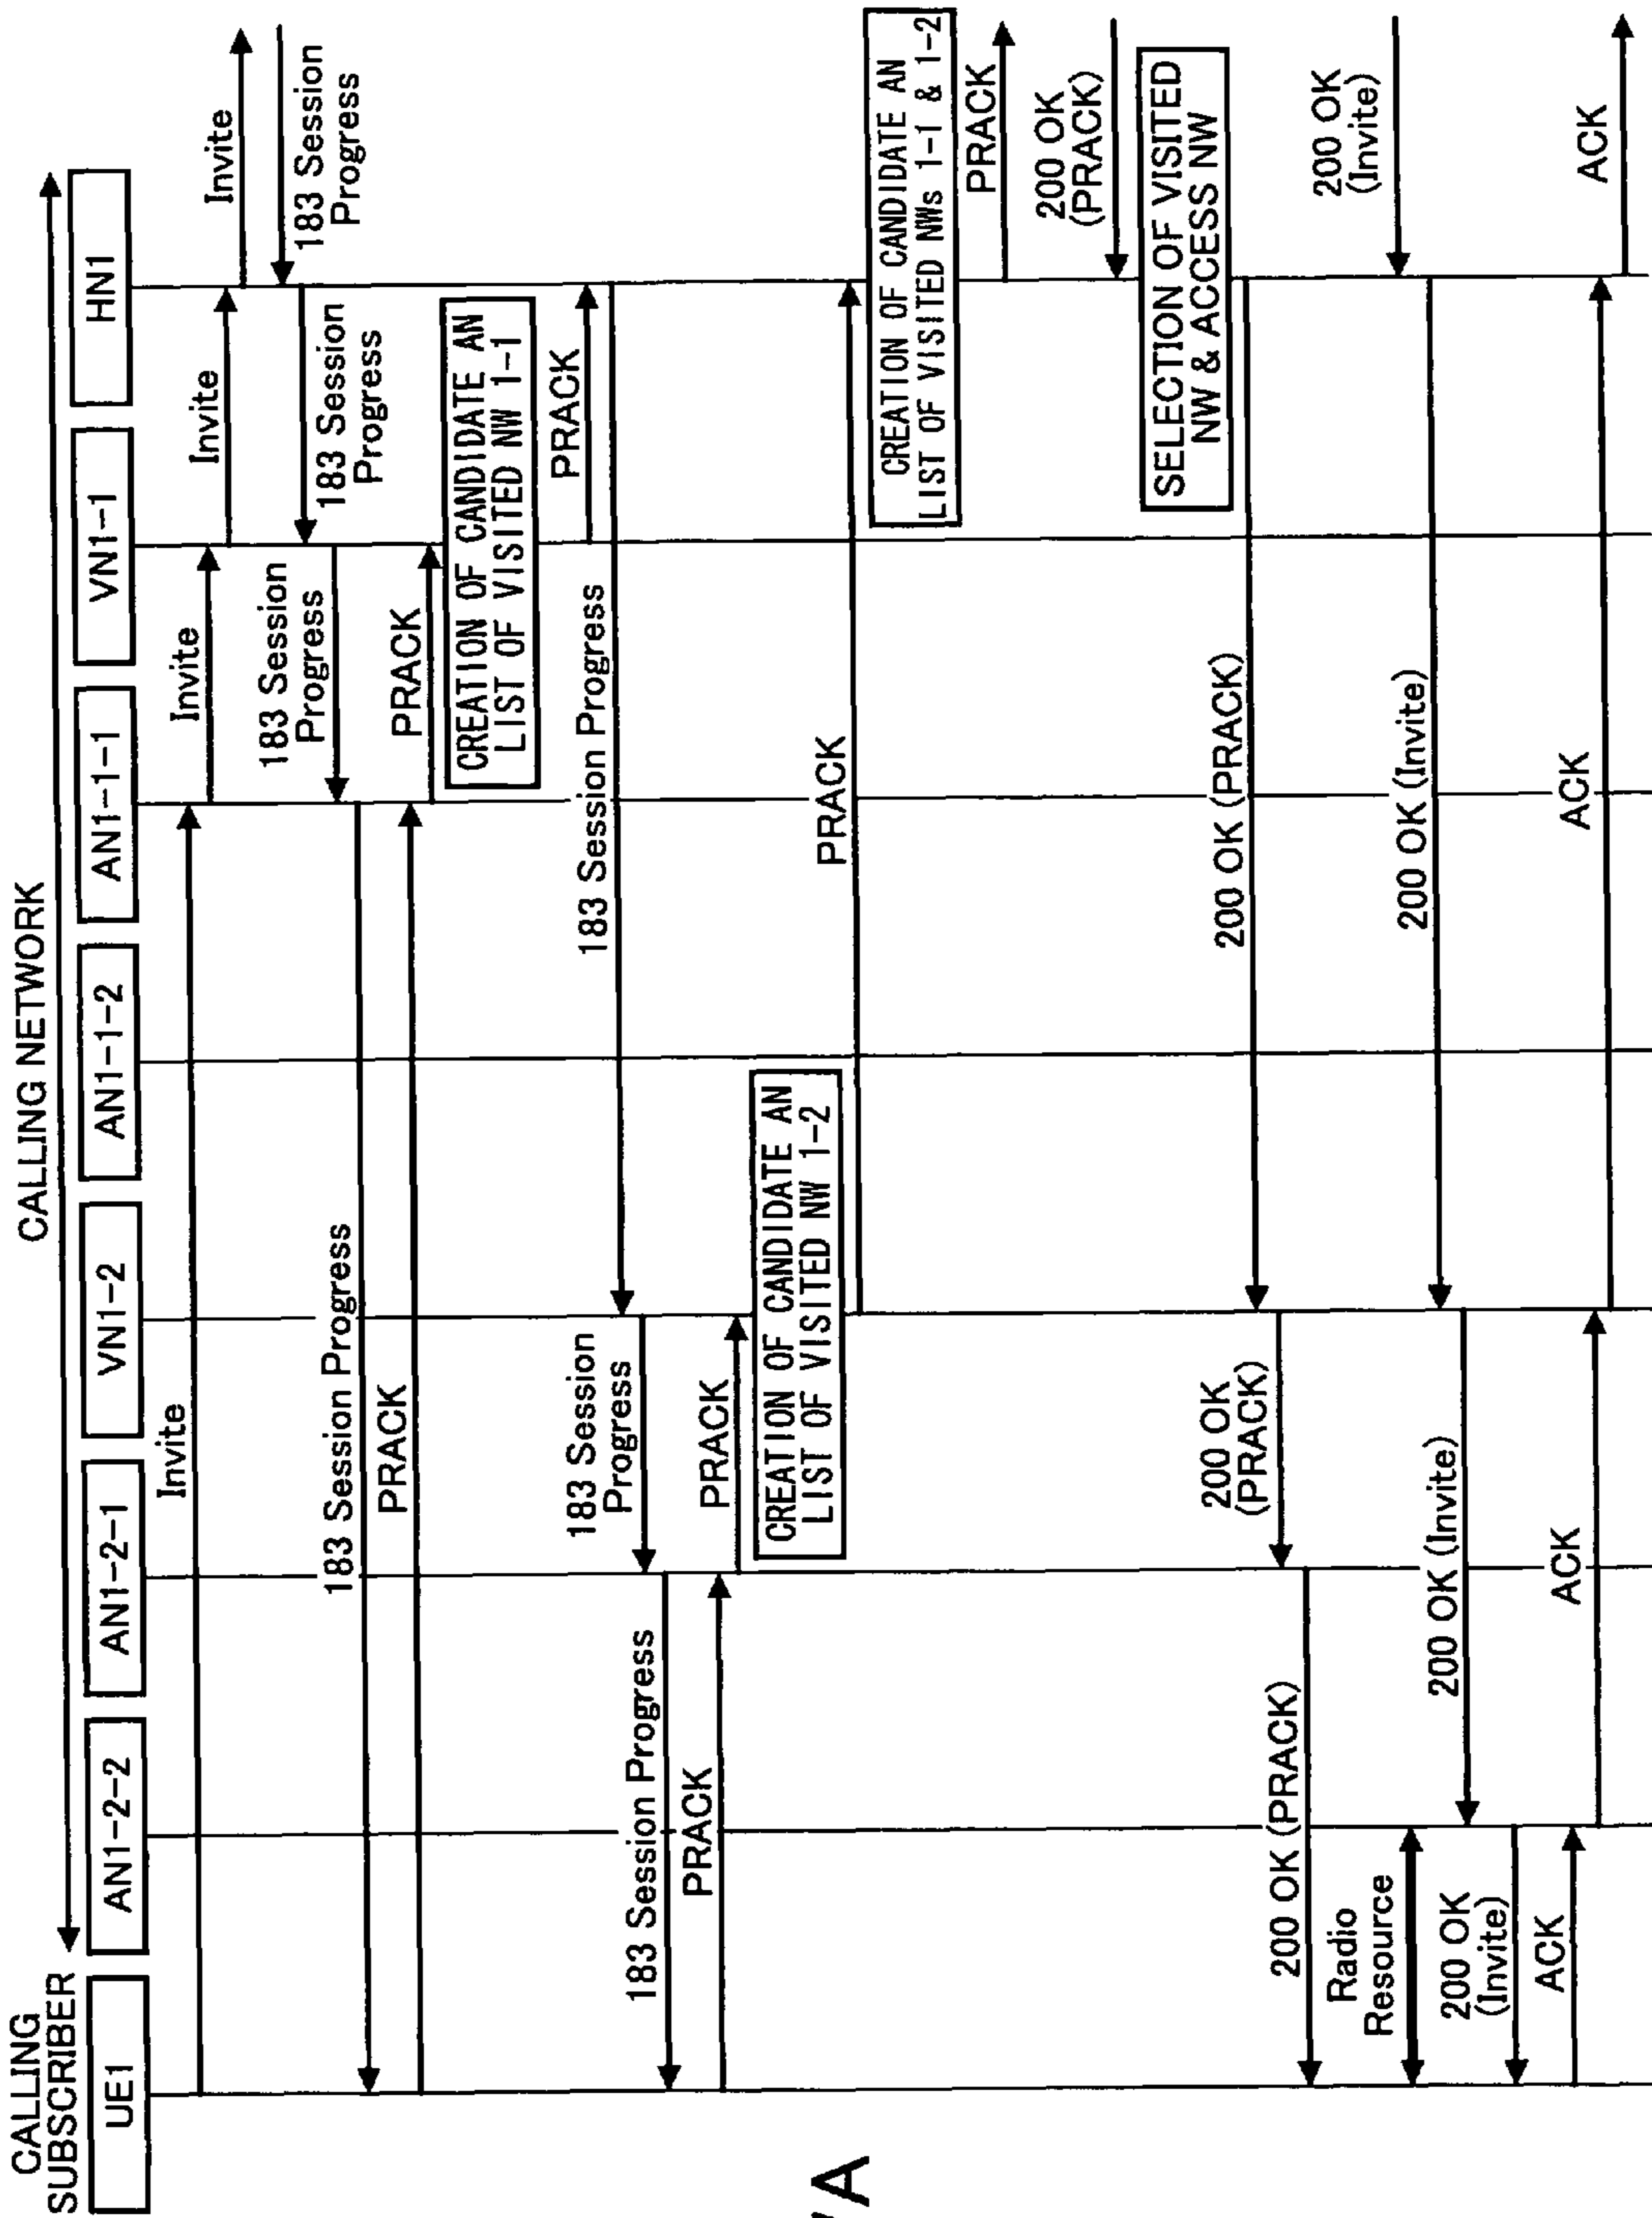 CALLING
SUBSCRIBER
CALLING NETWORK
UE1
AN1-2-2
AN1-2-1
VN1-2
AN1-1-2
AN1-1-1
VN1-1
HN1
Invite
Invite
Invite
Invite
183 Session
Progress
183 Session
Progress
183 Session
Progress
183 Session Progress
PRACK
PRACK
CREATION OF CANDIDATE AN
LIST OF VISITED NW 1-1
PRACK
183 Session Progress
183 Session
Progress
183 Session Progress
PRACK
PRACK
CREATION OF CANDIDATE AN
LIST OF VISITED NW 1-2
PRACK
CREATION OF CANDIDATE AN
LIST OF VISITED NWs 1-1 & 1-2
PRACK
200 OK
(PRACK)
SELECTION OF VISITED
NW & ACCESS NW
200 OK (PRACK)
200 OK
(PRACK)
200 OK (PRACK)
Radio
Resource
200 OK
(Invite)
200 OK (Invite)
200 OK (Invite)
200 OK
(Invite)
ACK
ACK
ACK
ACK